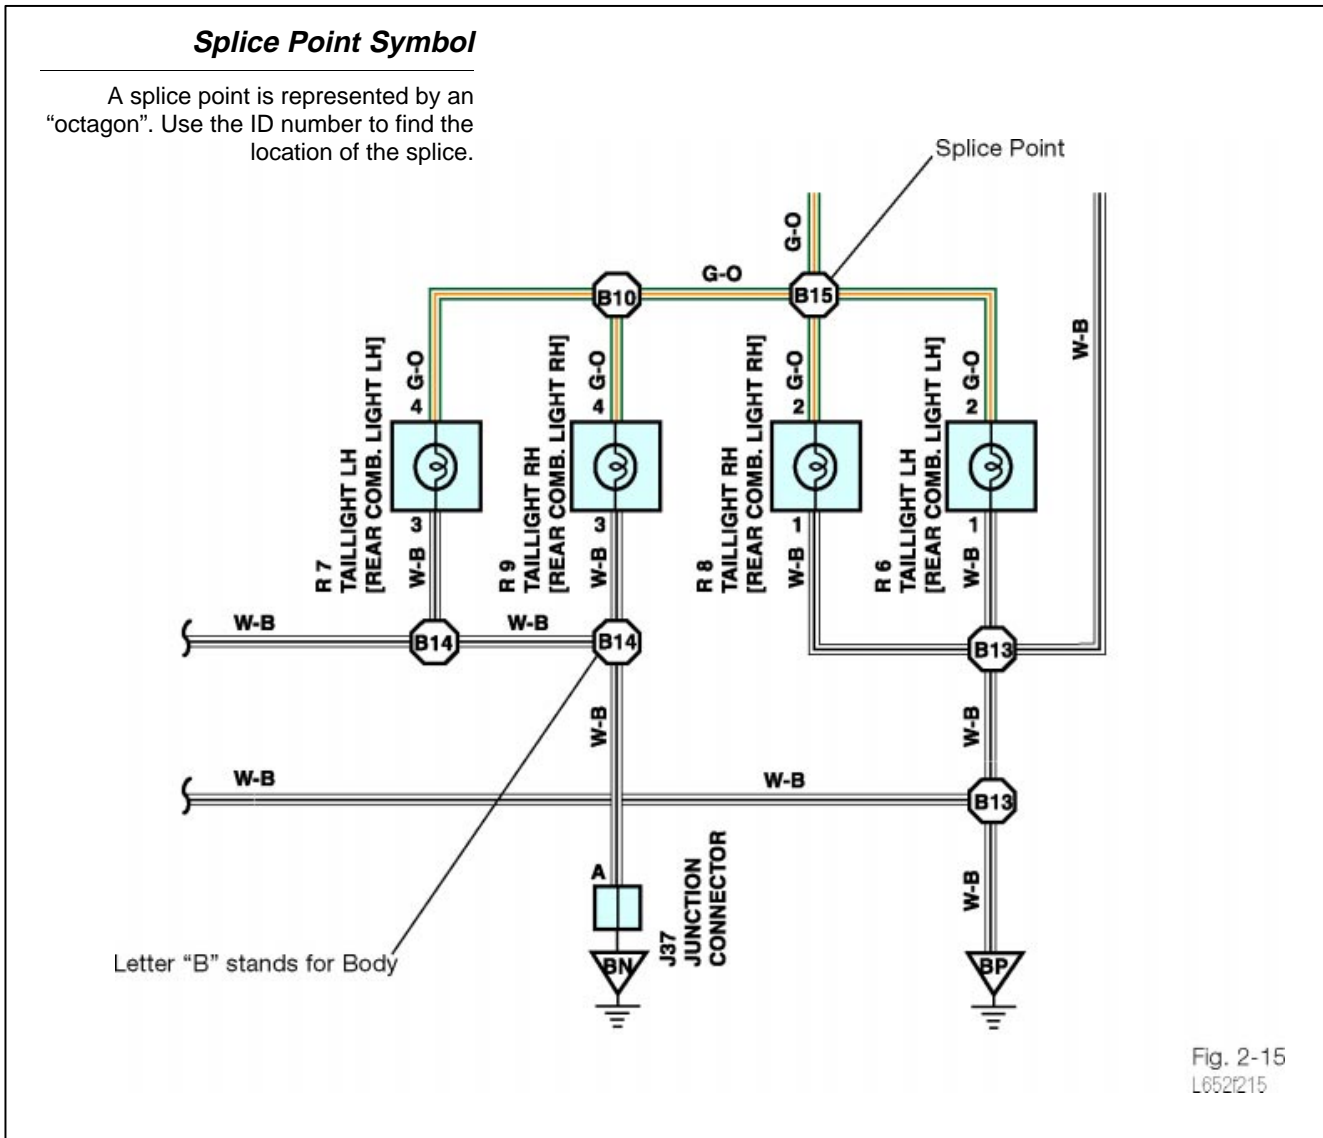 Splice Point Symbol
A splice point is represented by an
“octagon”. Use the ID number to find the
location of the splice.
Splice Point
G-O
G-O
B10
B15
W-B
R 7
TAILLIGHT LH
[REAR COMB. LIGHT LH]
G-O
4
3
W-B
R 9
TAILLIGHT RH
[REAR COMB. LIGHT RH]
G-O
4
3
W-B
R 8
TAILLIGHT RH
[REAR COMB. LIGHT RH]
G-O
2
1
W-B
R 6
TAILLIGHT LH
[REAR COMB. LIGHT LH]
G-O
2
1
W-B
W-B
W-B
B14
B14
B13
W-B
W-B
W-B
W-B
B13
A
J37
JUNCTION
CONNECTOR
W-B
Letter “B” stands for Body
BN
BP
Fig. 2-15
L652f215